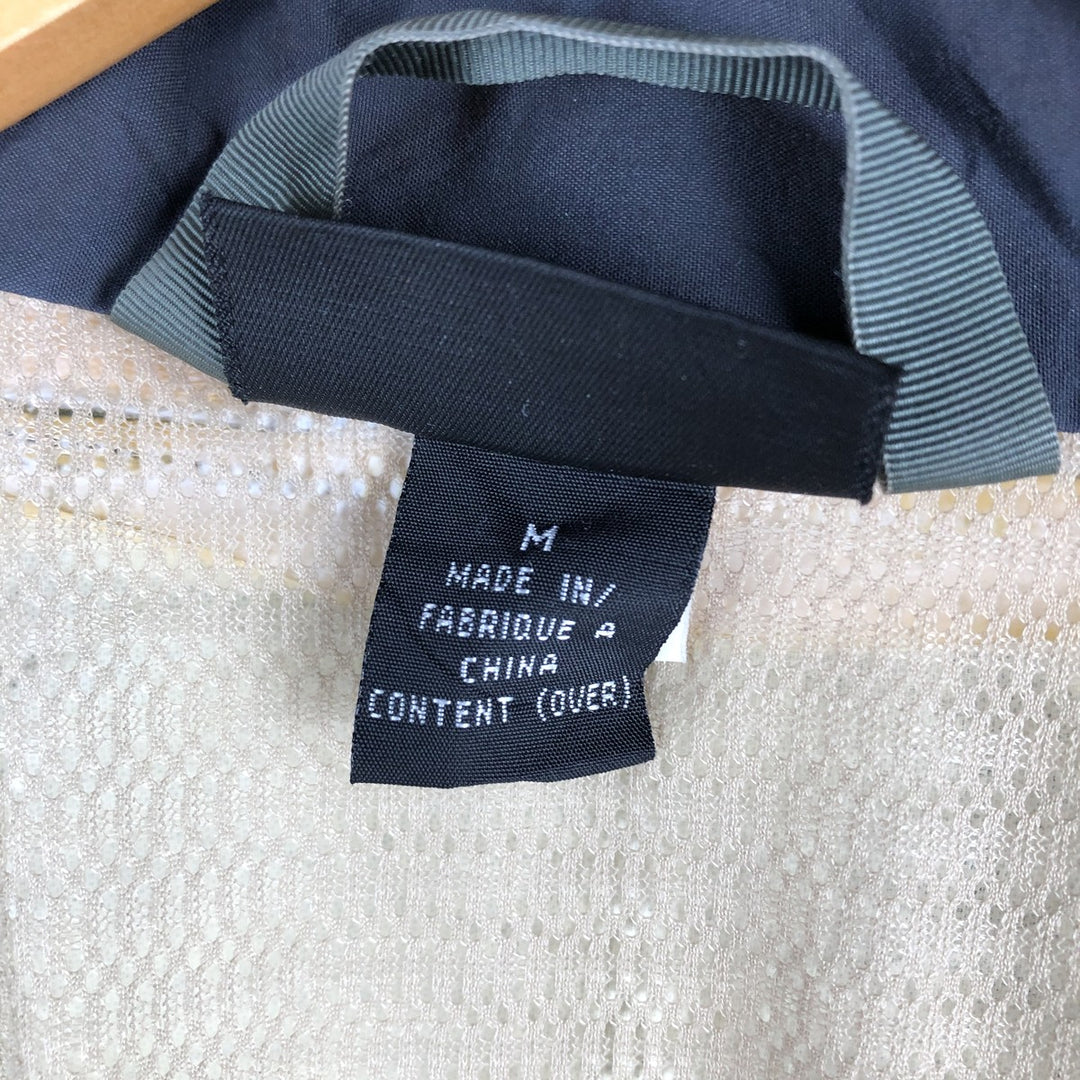 M
MADE IN/
FABRIQUE A
CHINA
CONTENT (OVER)